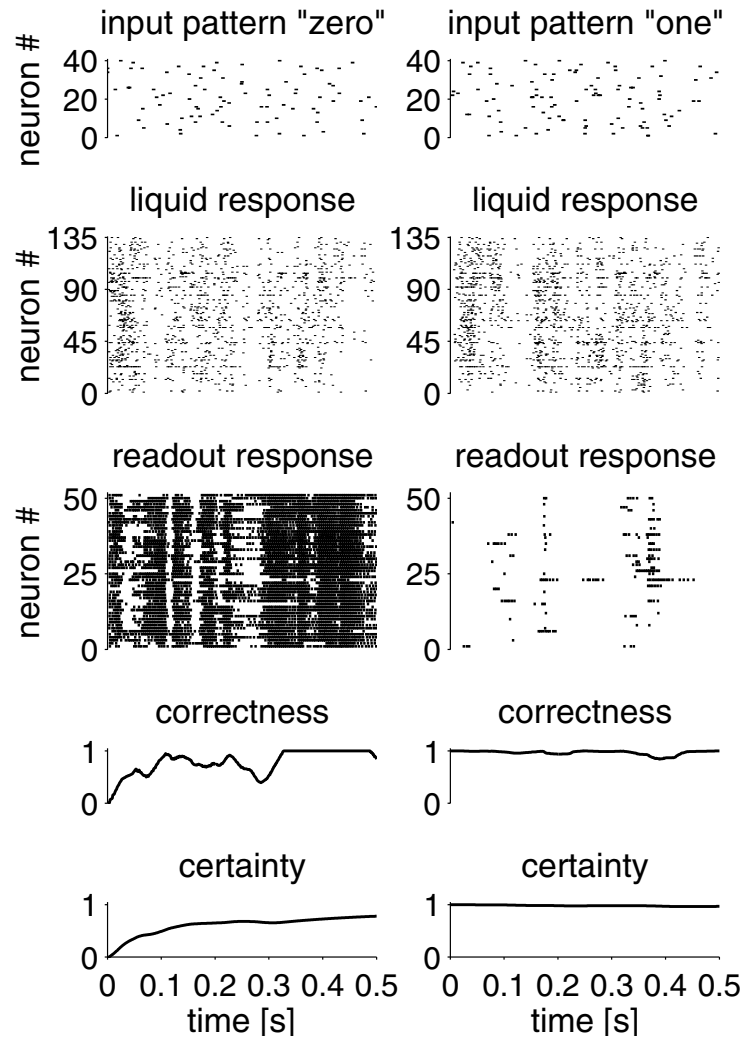 input pattern "zero"
input pattern "one"
neuron #
40
20
0
40
20
0
liquid response
liquid response
neuron #
135
90
45
0
135
90
45
0
readout response
readout response
neuron #
50
25
0
50
25
0
correctness
correctness
1
0
1
0
certainty
certainty
1
0
1
0
0 0.1 0.2 0.3 0.4 0.5
0 0.1 0.2 0.3 0.4 0.5
time [s]
time [s]